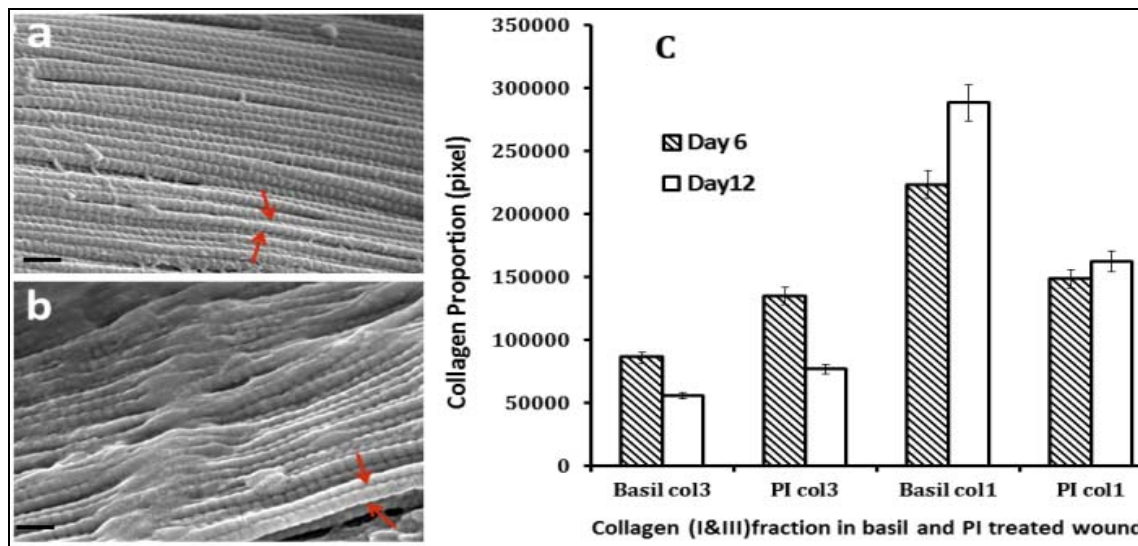 a
b
C
350000
300000
250000
200000
150000
100000
50000
0
Collagen Proportion (pixel)
Day 6
Day12
Basil col3 PI col3 Basil col1 PI col1
Collagen (I&III)fraction in basil and PI treated wound